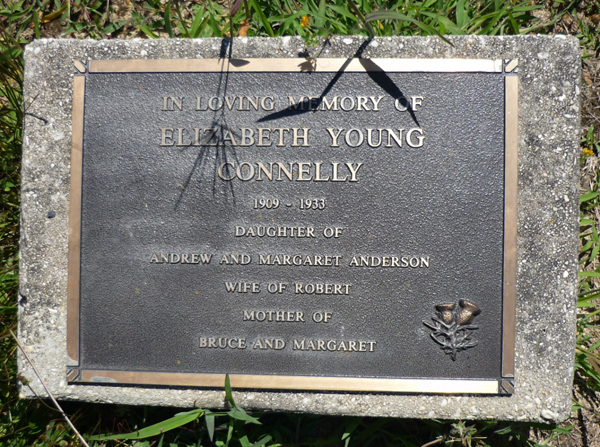 IN LOVING MEMORY OF
ELIZABETH YOUNG
CONNELLY
1909 - 1933
DAUGHTER OF
ANDREW AND MARGARET ANDERSON
WIFE OF ROBERT
MOTHER OF
BRUCE AND MARGARET